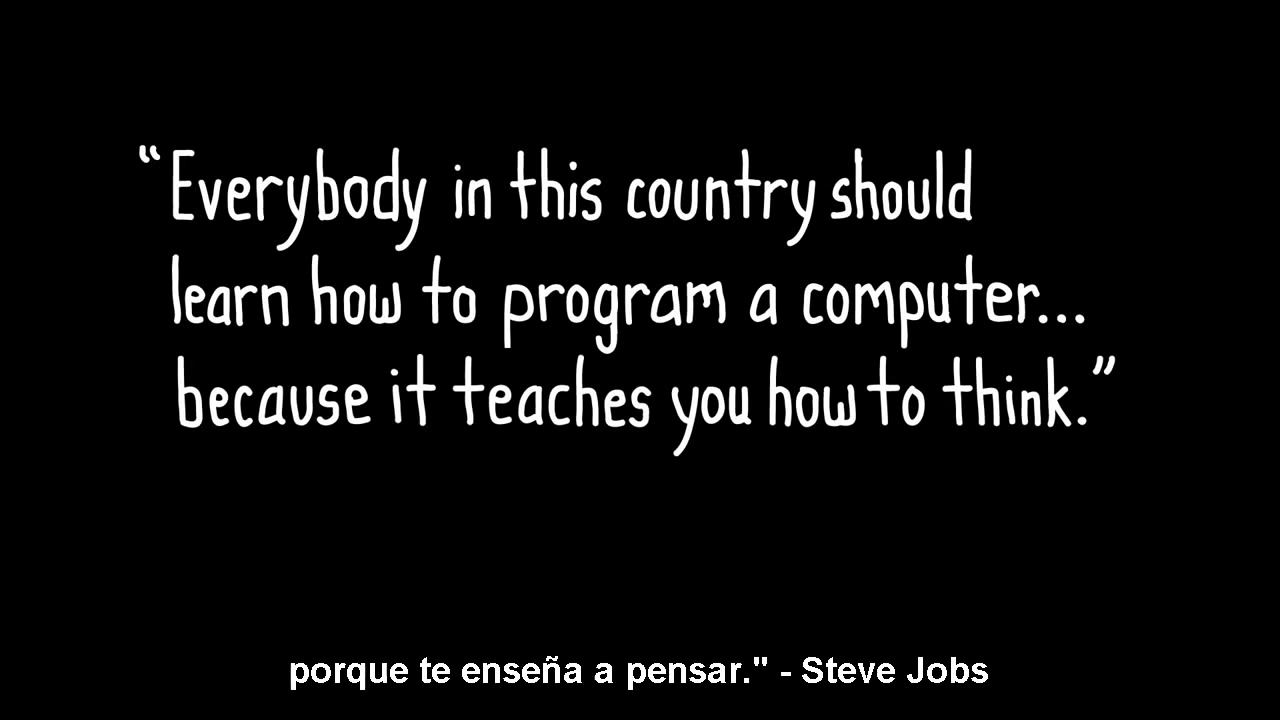 “Everybody in this country should
learn how to program a computer...
because it teaches you how to think.”
porque te enseña a pensar." - Steve Jobs